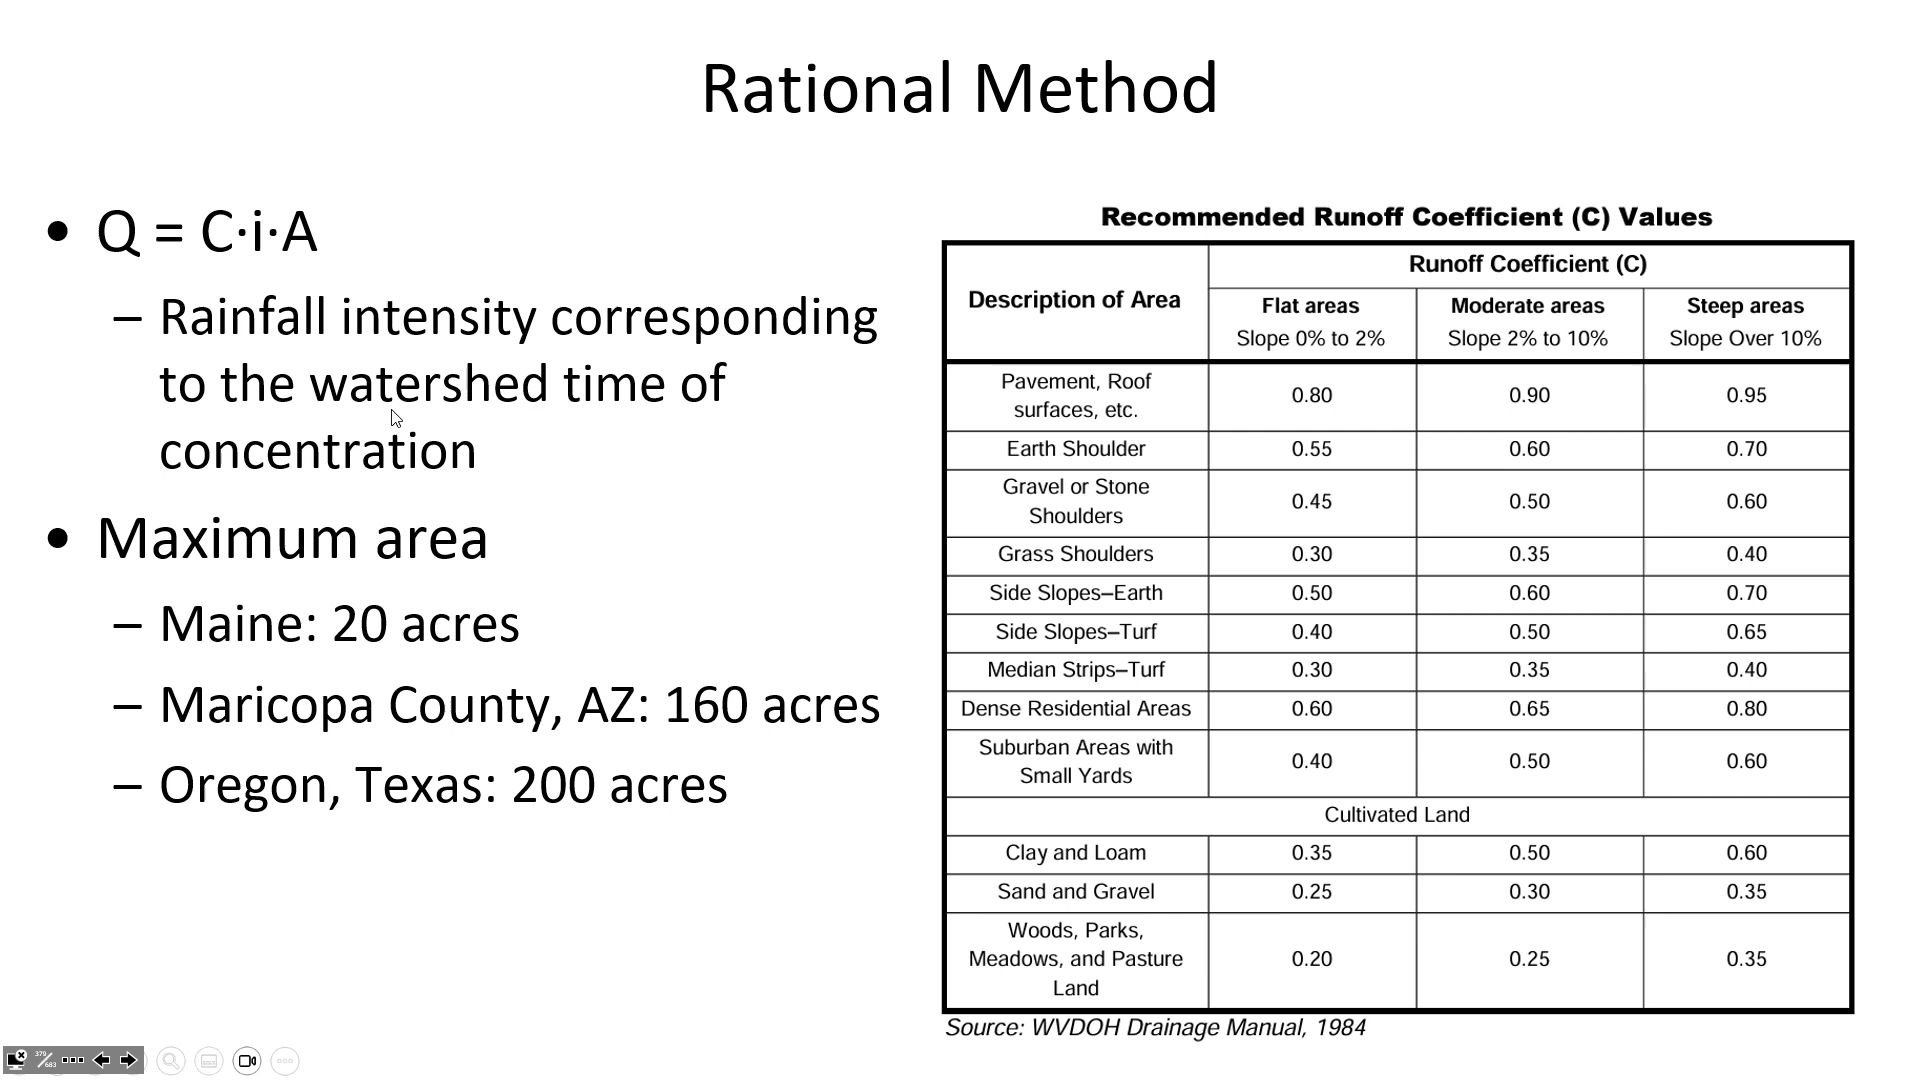 Rational Method
• Q = C·i·A
– Rainfall intensity corresponding
to the watershed time of
concentration
• Maximum area
– Maine: 20 acres
– Maricopa County, AZ: 160 acres
– Oregon, Texas: 200 acres
Recommended Runoff Coefficient (C) Values
Description of Area
Runoff Coefficient (C)
Flat areas Moderate areas Steep areas
Slope 0% to 2% Slope 2% to 10% Slope Over 10%
Pavement, Roof
surfaces, etc.
0.80 0.90 0.95
Earth Shoulder 0.55 0.60 0.70
Gravel or Stone
Shoulders
0.45 0.50 0.60
Grass Shoulders 0.30 0.35 0.40
Side Slopes–Earth 0.50 0.60 0.70
Side Slopes–Turf 0.40 0.50 0.65
Median Strips–Turf 0.30 0.35 0.40
Dense Residential Areas 0.60 0.65 0.80
Suburban Areas with
Small Yards
0.40 0.50 0.60
Cultivated Land
Clay and Loam 0.35 0.50 0.60
Sand and Gravel 0.25 0.30 0.35
Woods, Parks,
Meadows, and Pasture
Land
0.20 0.25 0.35
Source: WVDOH Drainage Manual, 1984
379/683